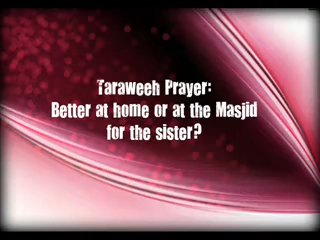 Taraweeh Prayer:
Better at home or at the Masjid
for the sister?